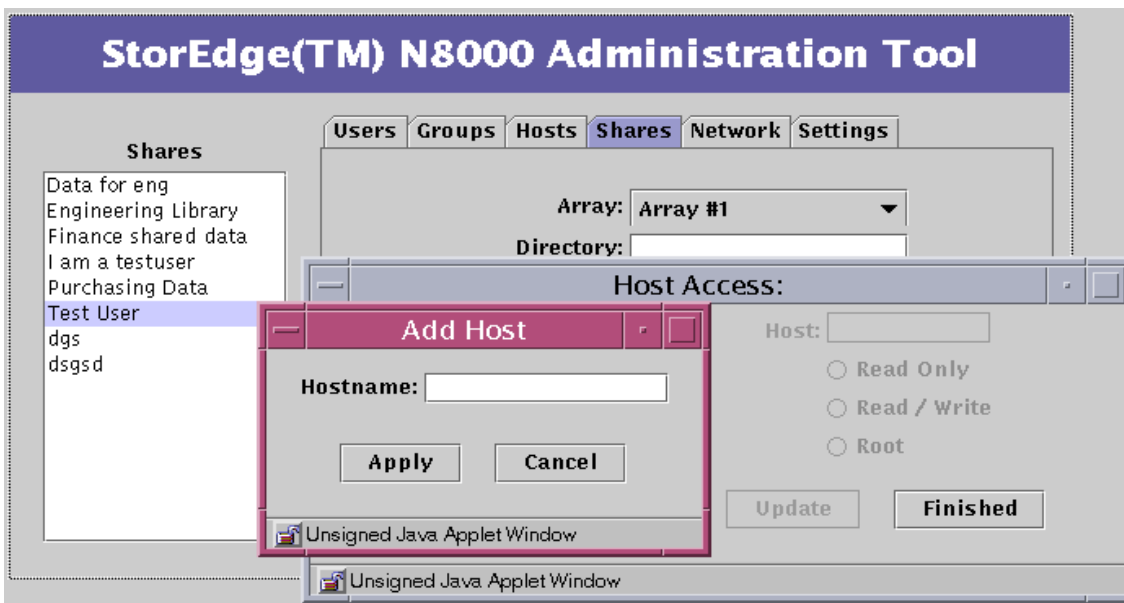 StorEdge(TM) N8000 Administration Tool
Users Groups Hosts Shares Network Settings
Shares
Data for eng
Engineering Library
Finance shared data
I am a testuser
Purchasing Data
Test User
dgs
dsgsd
Array: Array #1
Directory:
Host Access:
Host:
Read Only
Read / Write
Root
Update Finished
Unsigned Java Applet Window
Add Host
Hostname:
Apply Cancel
Unsigned Java Applet Window